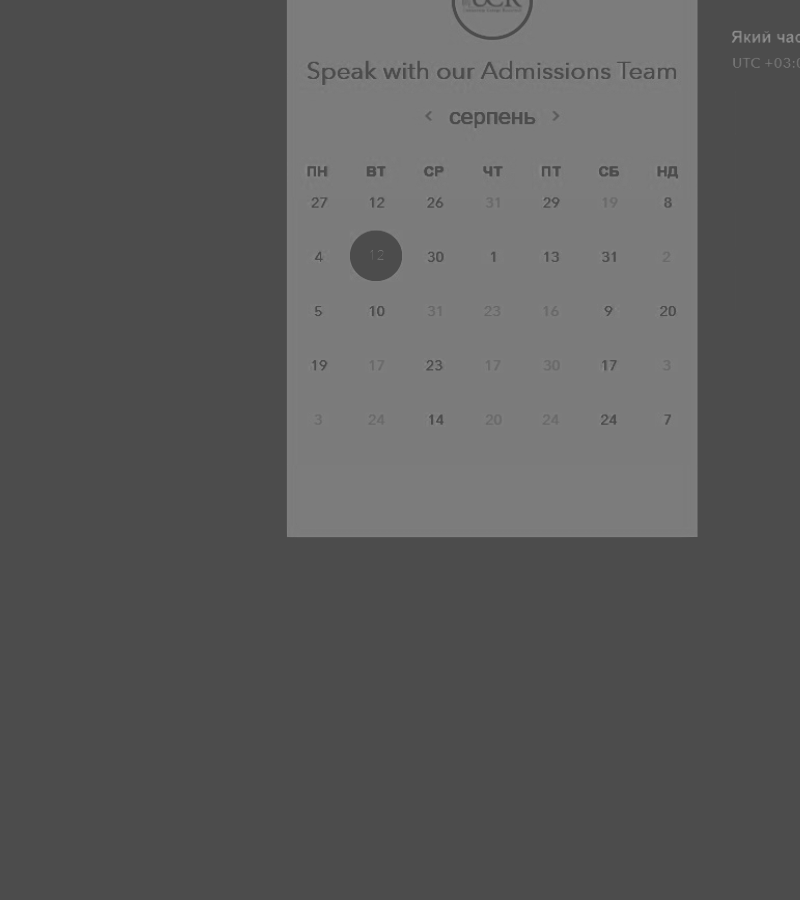 UCR
Speak with our Admissions Team
< серпень >
ПН ВТ СР ЧТ ПТ СБ НД
27 12 26 31 29 19 8
4 12 30 1 13 31 2
5 10 31 23 16 9 20
19 17 23 17 30 17 3
3 24 14 20 24 24 7
Який час
UTC +03:0